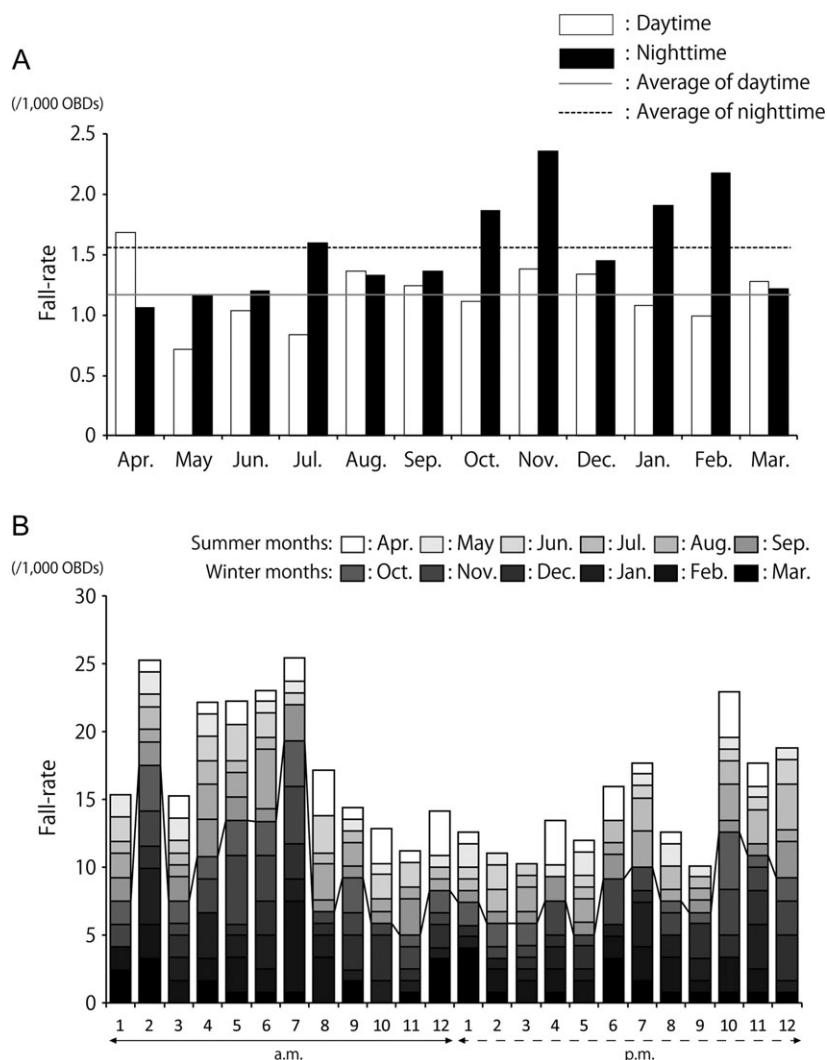 A
: Daytime
: Nighttime
: Average of daytime
: Average of nighttime
(/1,000 OBDs)
Fall-rate
2.5
2.0
1.5
1.0
0.5
0
Apr. May Jun. Jul. Aug. Sep. Oct. Nov. Dec. Jan. Feb. Mar.
B
Summer months: : Apr. : May : Jun. : Jul. : Aug. : Sep.
Winter months: : Oct. : Nov. : Dec. : Jan. : Feb. : Mar.
(/1,000 OBDs)
Fall-rate
30
25
20
15
10
5
0
1 2 3 4 5 6 7 8 9 10 11 12 1 2 3 4 5 6 7 8 9 10 11 12
a.m. p.m.